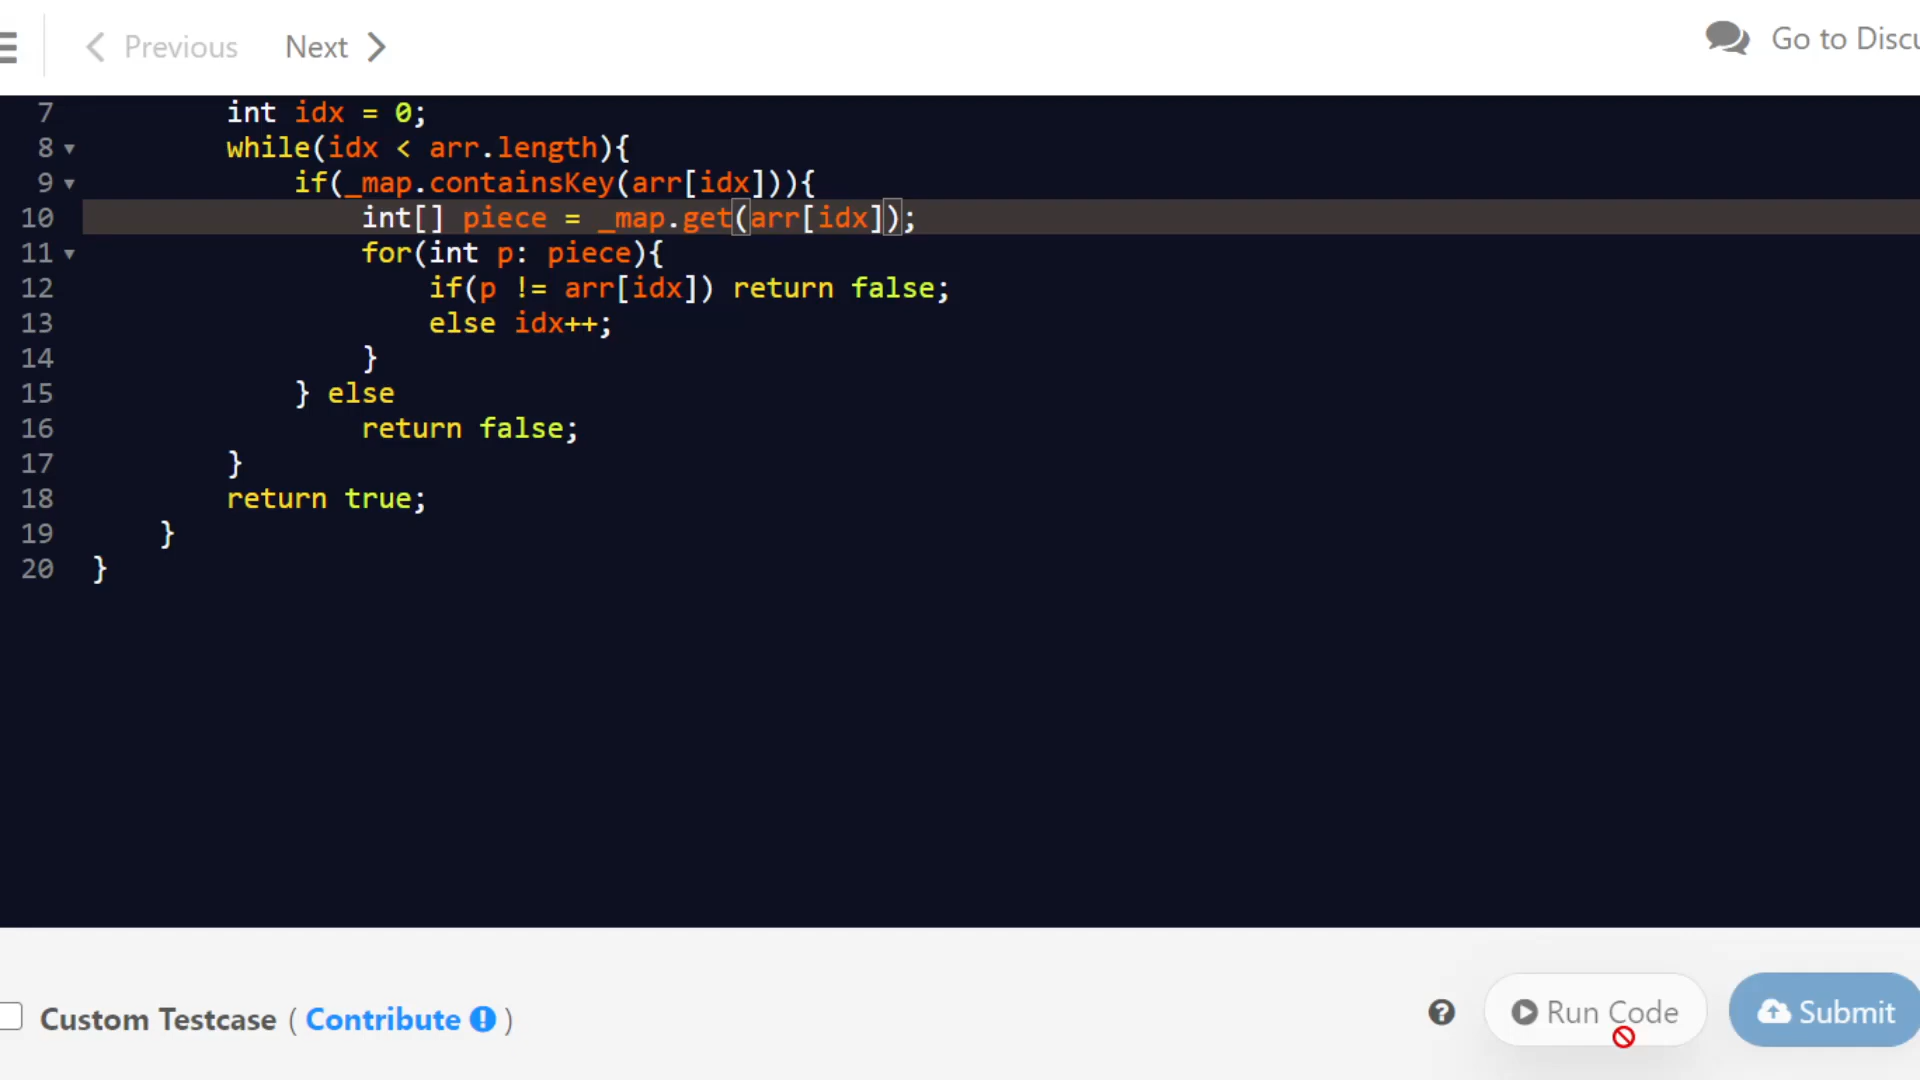 Previous Next Go to Discu
7 int idx = 0;
8 while(idx < arr.length){
9 if(_map.containsKey(arr[idx])){
10 int[] piece = _map.get(arr[idx]);
11 for(int p: piece){
12 if(p != arr[idx]) return false;
13 else idx++;
14 }
15 } else
16 return false;
17 }
18 return true;
19 }
20 }
Custom Testcase ( Contribute ! ) ? Run Code Submit